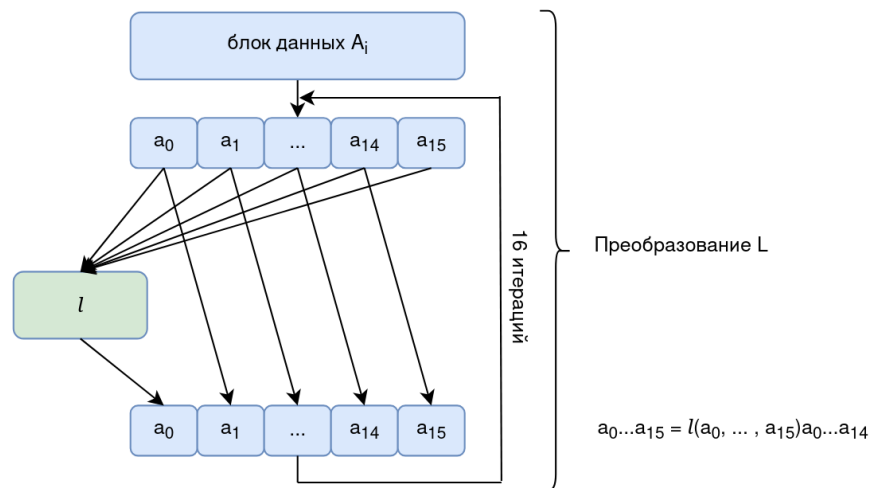 блок данных Ai
a0 a1 ... a14 a15
16 итераций
Преобразование L
l
a0 a1 ... a14 a15
a0...a15 = l(a0, ... , a15)a0...a14